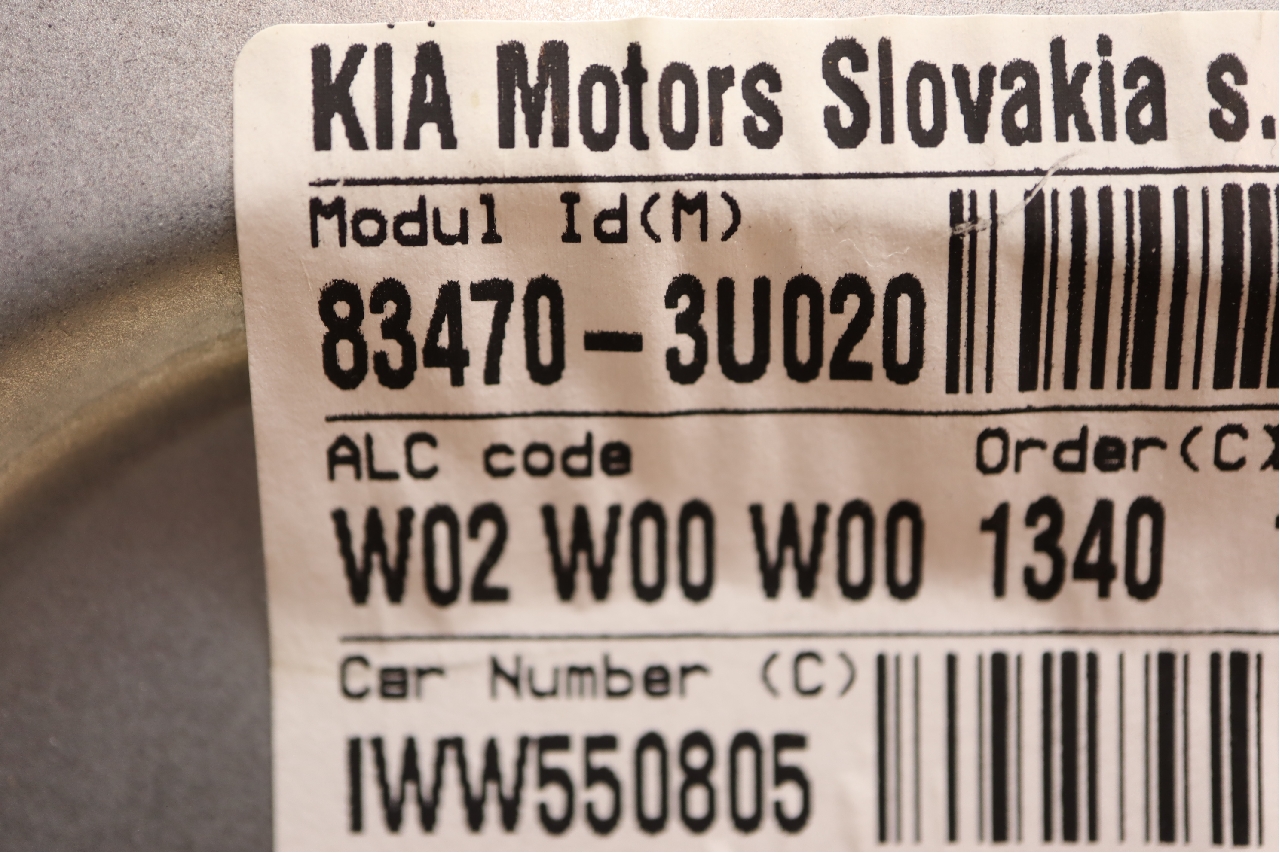 KIA Motors Slovakia s.
Modul Id(M)
83470-3U020
ALC code Order(C)
W02 W00 W00 1340
Car Number (C)
IWW550805